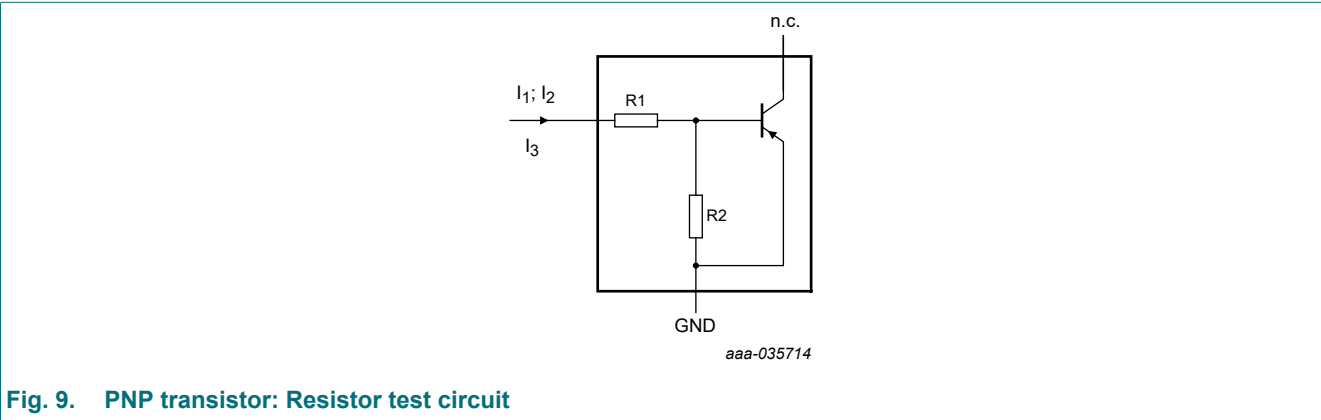 n.c.
I1; I2
R1
I3
R2
GND
aaa-035714
Fig. 9. PNP transistor: Resistor test circuit